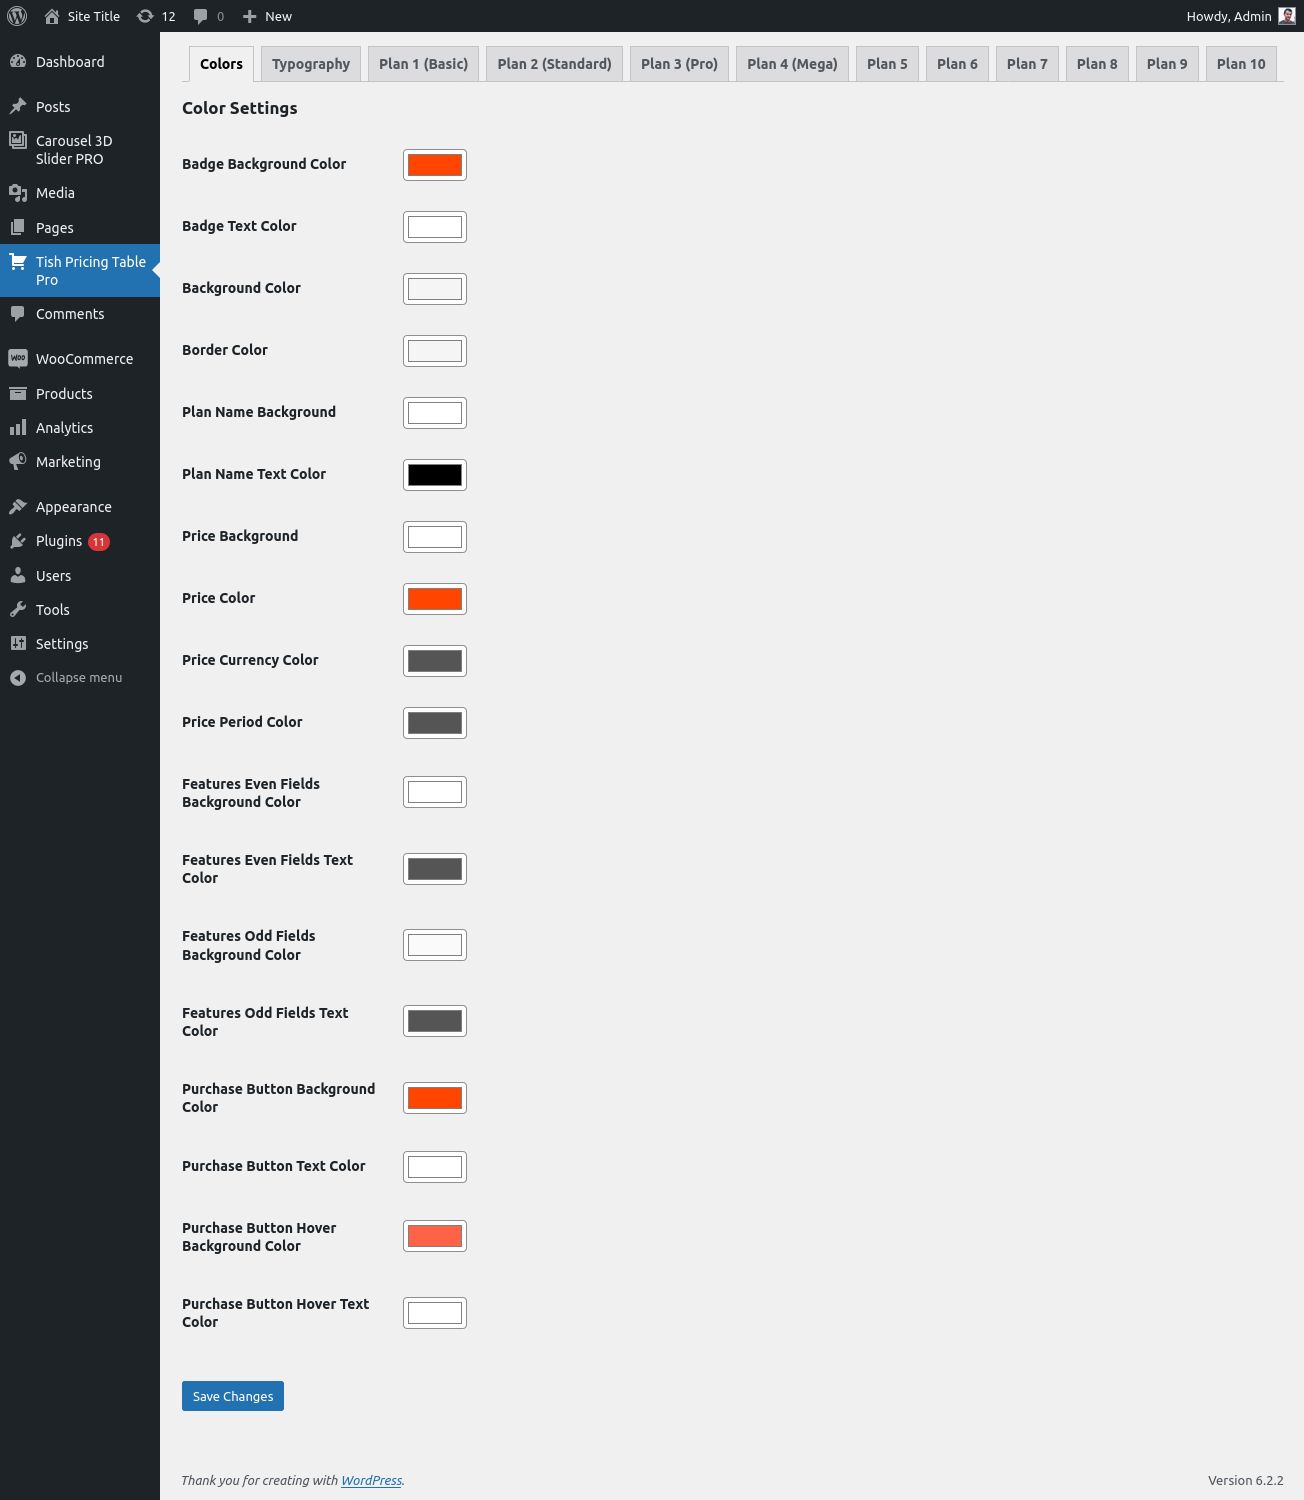 Site Title 12 0 New Howdy, Admin
Dashboard
Posts
Carousel 3D
Slider PRO
Media
Pages
Tish Pricing Table
Pro
Comments
WOO WooCommerce
Products
Analytics
Marketing
Appearance
Plugins 11
Users
Tools
Settings
Collapse menu
Colors Typography Plan 1 (Basic) Plan 2 (Standard) Plan 3 (Pro) Plan 4 (Mega) Plan 5 Plan 6 Plan 7 Plan 8 Plan 9 Plan 10
Color Settings
Badge Background Color
Badge Text Color
Background Color
Border Color
Plan Name Background
Plan Name Text Color
Price Background
Price Color
Price Currency Color
Price Period Color
Features Even Fields
Background Color
Features Even Fields Text
Color
Features Odd Fields
Background Color
Features Odd Fields Text
Color
Purchase Button Background
Color
Purchase Button Text Color
Purchase Button Hover
Background Color
Purchase Button Hover Text
Color
Save Changes
Thank you for creating with WordPress. Version 6.2.2